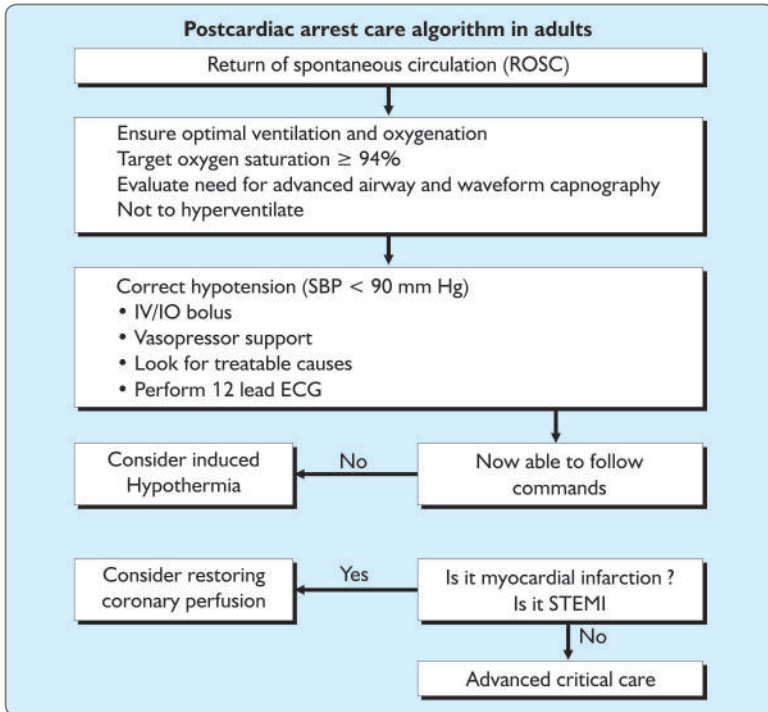 Postcardiac arrest care algorithm in adults
Return of spontaneous circulation (ROSC)
Ensure optimal ventilation and oxygenation
Target oxygen saturation ≥ 94%
Evaluate need for advanced airway and waveform capnography
Not to hyperventilate
Correct hypotension (SBP < 90 mm Hg)
• IV/IO bolus
• Vasopressor support
• Look for treatable causes
• Perform 12 lead ECG
Consider induced
Hypothermia
No
Now able to follow
commands
Consider restoring
coronary perfusion
Yes
Is it myocardial infarction ?
Is it STEMI
No
Advanced critical care